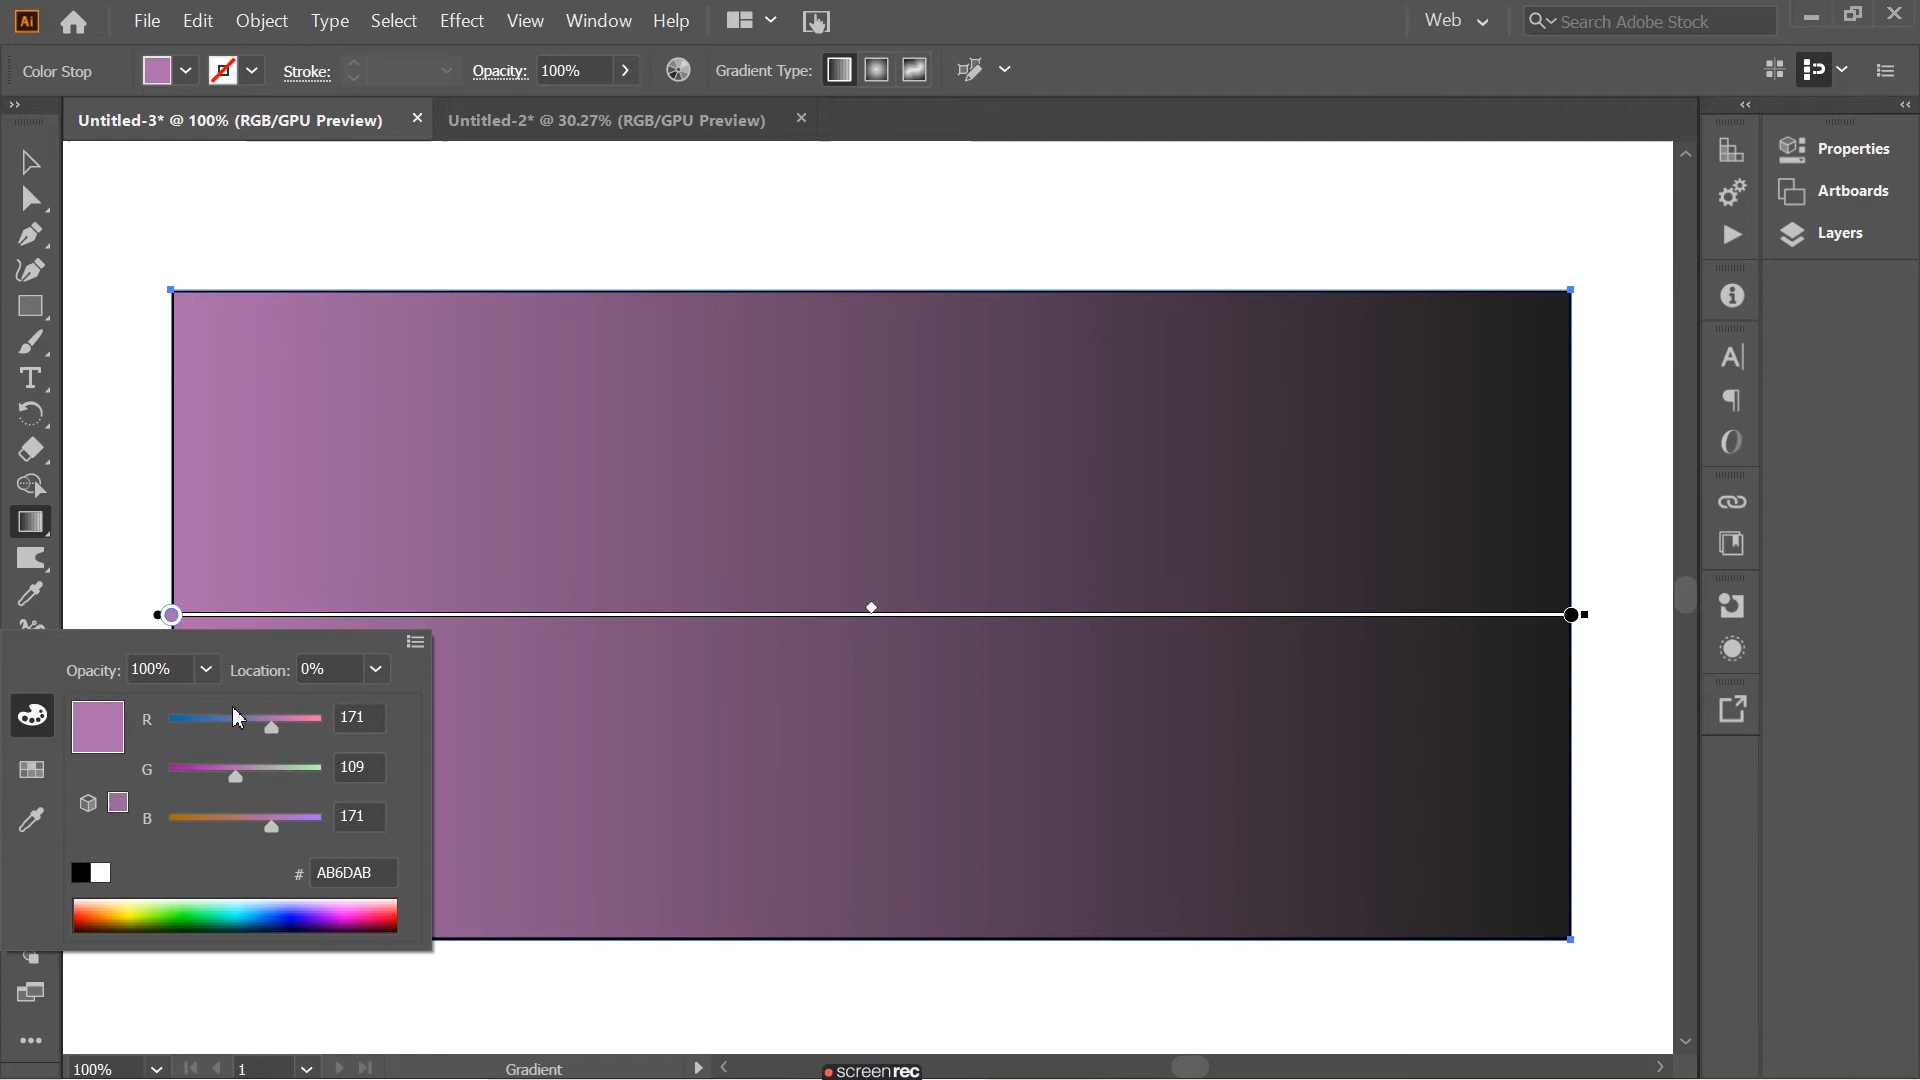 Ai File Edit Object Type Select Effect View Window Help Web Search Adobe Stock
Color Stop Stroke: Opacity: 100% Gradient Type:
Untitled-3* @ 100% (RGB/GPU Preview) Untitled-2* @ 30.27% (RGB/GPU Preview)
Properties
Artboards
Layers
Opacity: 100% Location: 0%
R 171
G 109
B 171
# AB6DAB
100% 1 Gradient
screenrec